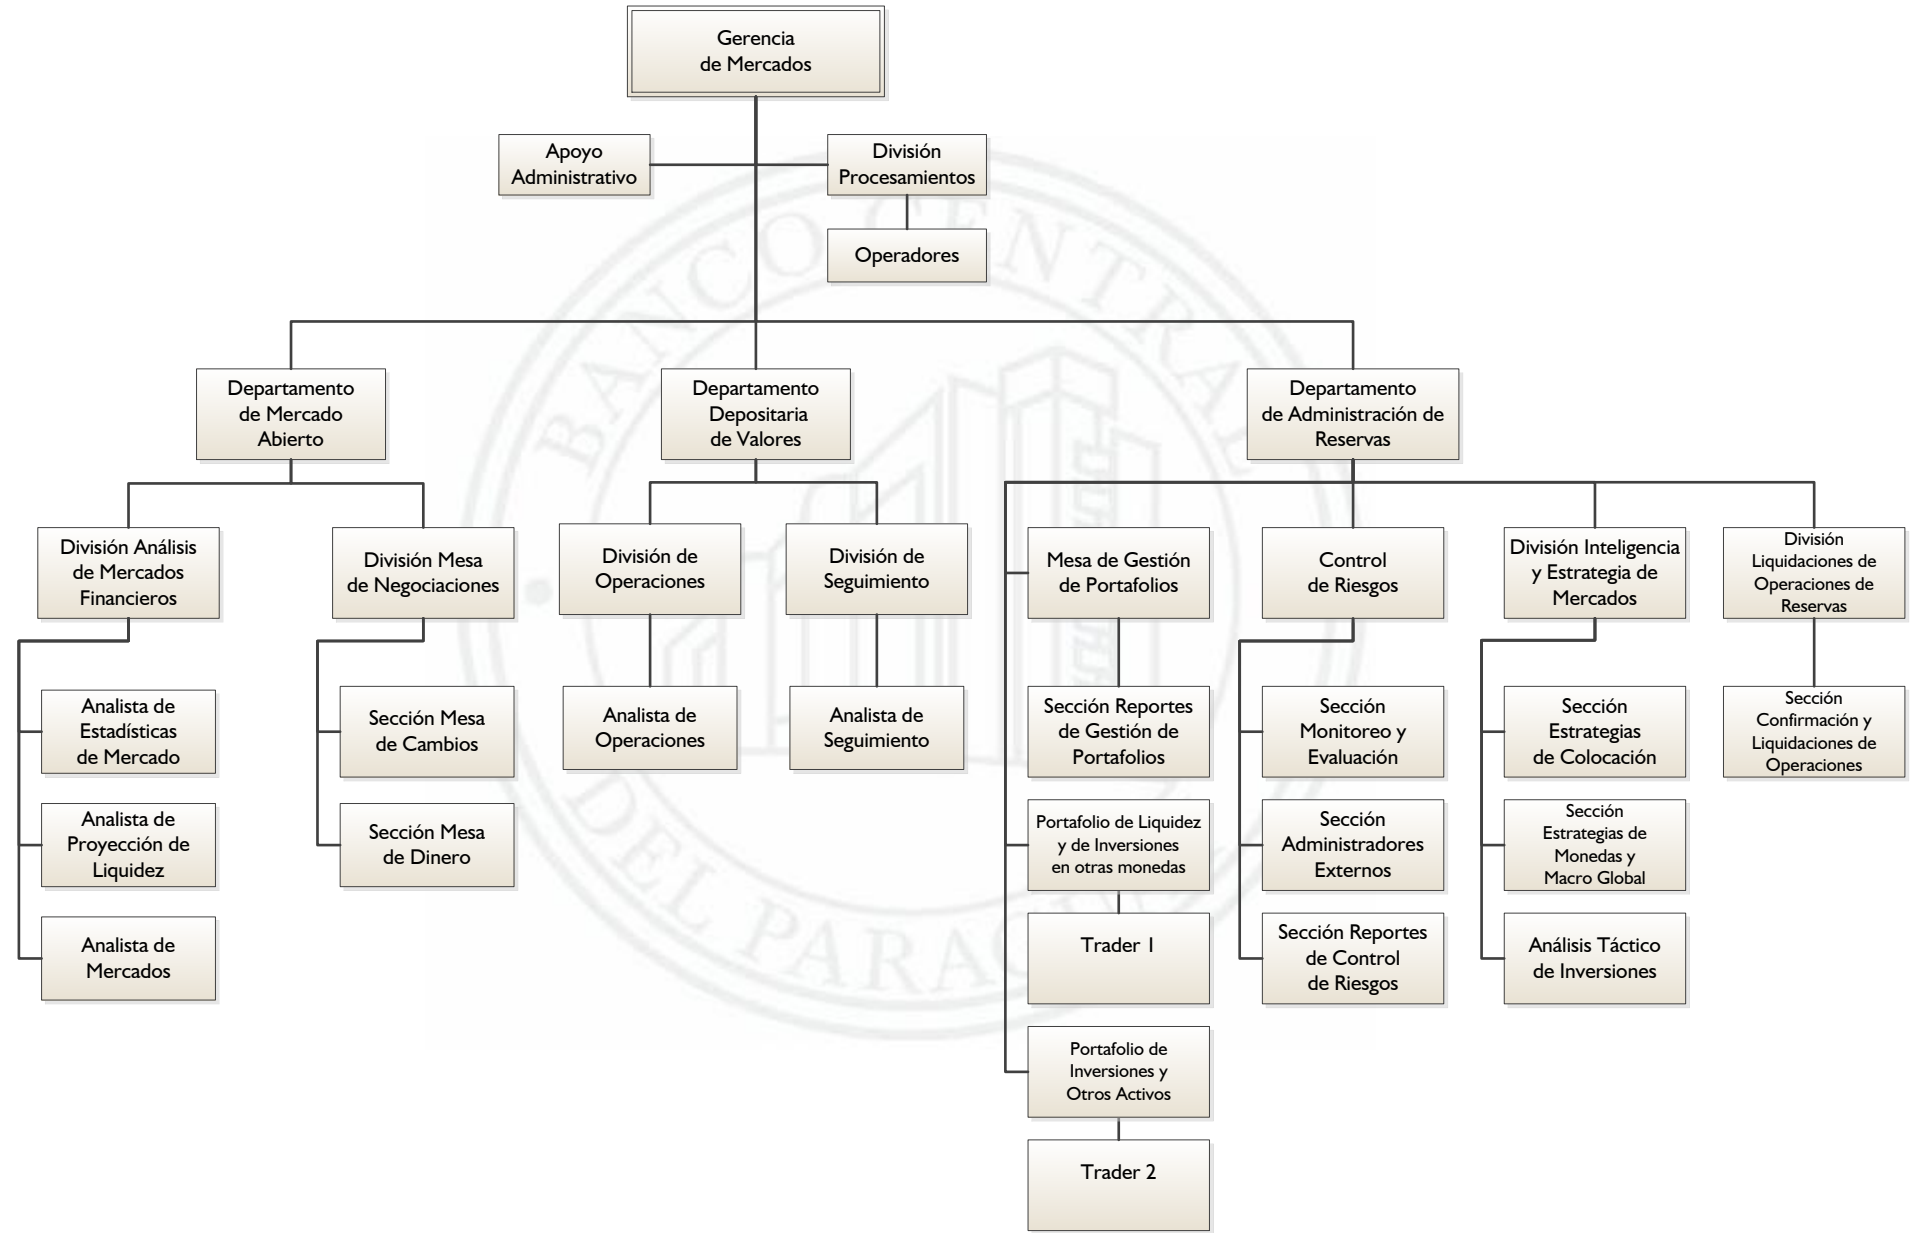 Gerencia
de Mercados
Apoyo
Administrativo
División
Procesamientos
Operadores
Departamento
de Mercado
Abierto
Departamento
Depositaria
de Valores
Departamento
de Administración de
Reservas
División Análisis
de Mercados
Financieros
División Mesa
de Negociaciones
División de
Operaciones
División de
Seguimiento
Mesa de Gestión
de Portafolios
Control
de Riesgos
División Inteligencia
y Estrategia de
Mercados
División
Liquidaciones de
Operaciones de
Reservas
Analista de
Estadísticas
de Mercado
Sección Mesa
de Cambios
Analista de
Operaciones
Analista de
Seguimiento
Sección Reportes
de Gestión de
Portafolios
Sección
Monitoreo y
Evaluación
Sección
Estrategias
de Colocación
Sección
Confirmación y
Liquidaciones de
Operaciones
Analista de
Proyección de
Liquidez
Sección Mesa
de Dinero
Portafolio de Liquidez
y de Inversiones
en otras monedas
Sección
Administradores
Externos
Sección
Estrategias de
Monedas y
Macro Global
Analista de
Mercados
Trader 1
Sección Reportes
de Control
de Riesgos
Análisis Táctico
de Inversiones
Portafolio de
Inversiones y
Otros Activos
Trader 2
BANCO CENTRAL
DEL PARAGUAY